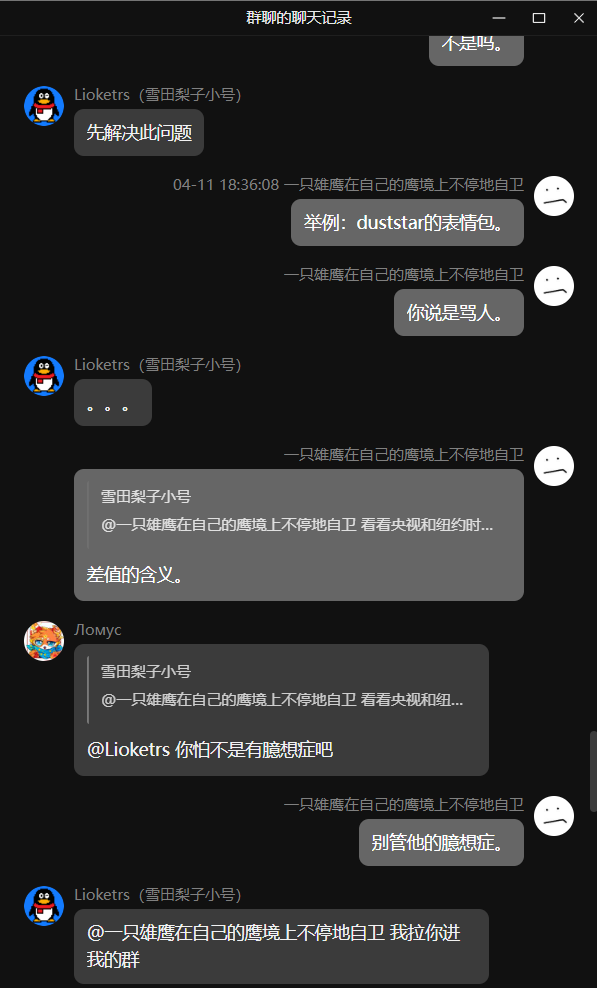 群聊的聊天记录
不是吗。
Lioketrs（雪田梨子小号）
先解决此问题
04-11 18:36:08 一只雄鹰在自己的鹰境上不停地自卫
举例：duststar的表情包。
一只雄鹰在自己的鹰境上不停地自卫
你说是骂人。
Lioketrs（雪田梨子小号）
。。。
一只雄鹰在自己的鹰境上不停地自卫
雪田梨子小号
@一只雄鹰在自己的鹰境上不停地自卫 看看央视和纽约时...
差值的含义。
Ломус
雪田梨子小号
@一只雄鹰在自己的鹰境上不停地自卫 看看央视和纽...
@Lioketrs 你怕不是有臆想症吧
一只雄鹰在自己的鹰境上不停地自卫
别管他的臆想症。
Lioketrs（雪田梨子小号）
@一只雄鹰在自己的鹰境上不停地自卫 我拉你进
我的群